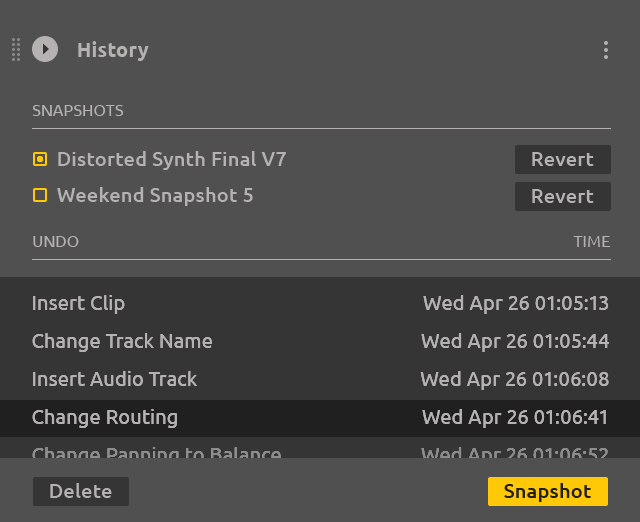 History
SNAPSHOTS
Distorted Synth Final V7 Revert
Weekend Snapshot 5 Revert
UNDO TIME
Insert Clip Wed Apr 26 01:05:13
Change Track Name Wed Apr 26 01:05:44
Insert Audio Track Wed Apr 26 01:06:08
Change Routing Wed Apr 26 01:06:41
Change Panning to Balance Wed Apr 26 01:06:52
Delete Snapshot